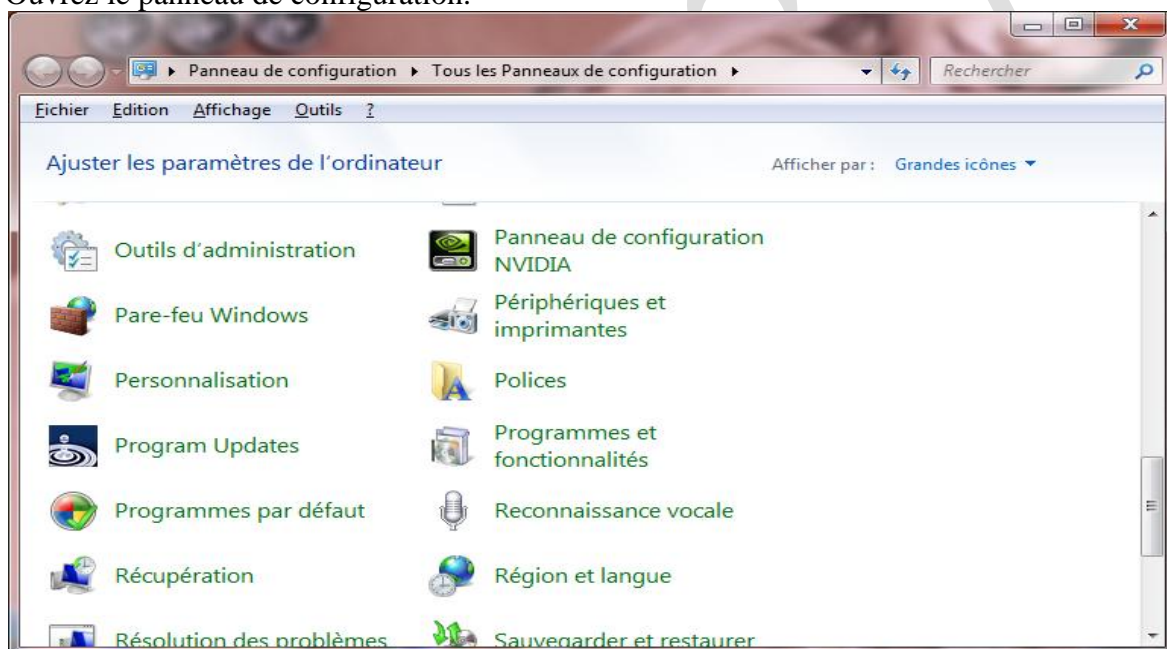 Ouvrez le panneau de configuration.
Panneau de configuration Tous les Panneaux de configuration
Rechercher
Fichier Edition Affichage Outils ?
Ajuster les paramètres de l'ordinateur
Afficher par : Grandes icônes
Outils d'administration
Panneau de configuration
NVIDIA
Pare-feu Windows
Périphériques et
imprimantes
Personnalisation
Polices
Program Updates
Programmes et
fonctionnalités
Programmes par défaut
Reconnaissance vocale
Récupération
Région et langue
Résolution des problèmes
Sauvegarder et restaurer